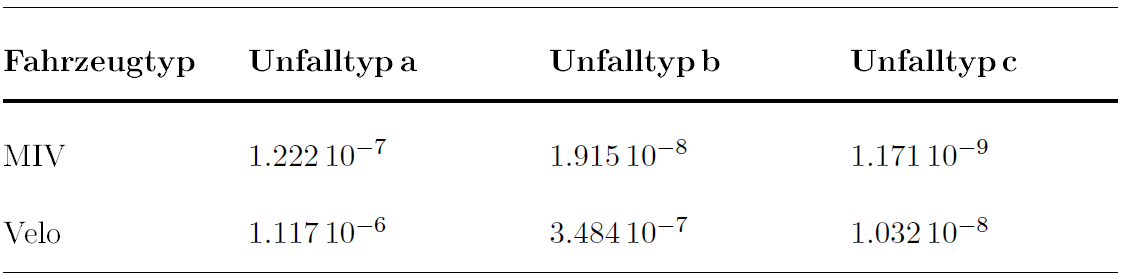 Fahrzeugtyp Unfalltyp a Unfalltyp b Unfalltyp c
MIV 1.222 10⁻⁷ 1.915 10⁻⁸ 1.171 10⁻⁹
Velo 1.117 10⁻⁶ 3.484 10⁻⁷ 1.032 10⁻⁸